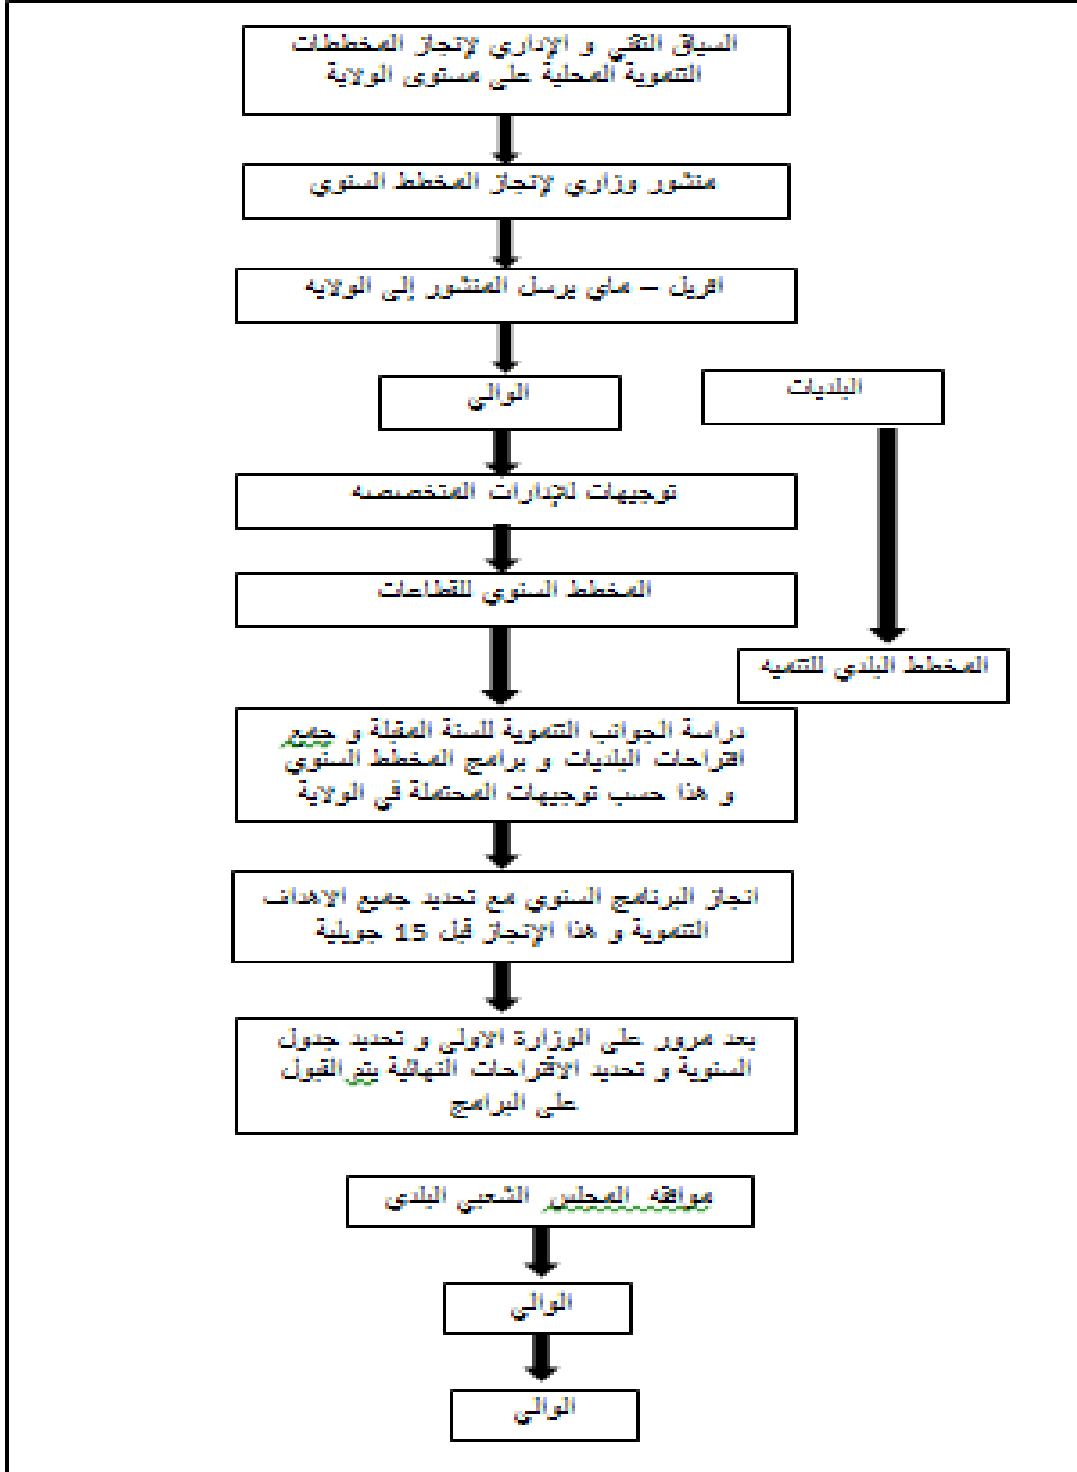 السياق التقني و الإداري لإنجاز المخططات
التنموية المحلية على مستوى الولاية
منشور وزاري لإنجاز المخطط السنوي
افريل – ماي يرسل المنشور إلى الولايه
الوالي
البلديات
توجيهات للإدارات المتخصصه
المخطط السنوي للقطاعات
المخطط البلدي للتنميه
دراسة الجوانب التنموية للسنة المقبلة و جميع
اقتراحات البلديات و برامج المخطط السنوي
و هذا حسب توجيهات المحتملة في الولاية
انجاز البرنامج السنوي مع تحديد جميع الاهداف
التنموية و هذا الإنجاز قبل 15 جويلية
بعد مرور على الوزارة الاولى و تحديد جدول
السنوية و تحديد الاقتراحات النهائية يتم القبول
على البرامج
موافقه المجلس الشعبي البلدي
الوالي
الوالي